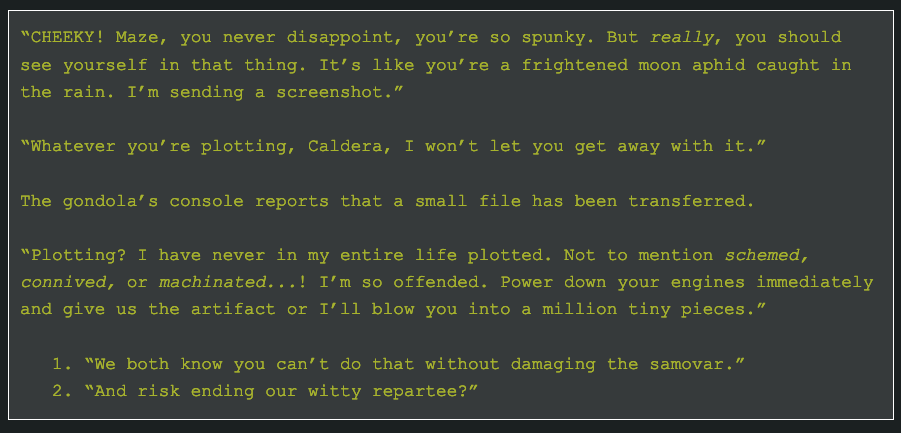 “CHEEKY! Maze, you never disappoint, you’re so spunky. But really, you should
see yourself in that thing. It’s like you’re a frightened moon aphid caught in
the rain. I’m sending a screenshot.”
“Whatever you’re plotting, Caldera, I won’t let you get away with it.”
The gondola’s console reports that a small file has been transferred.
“Plotting? I have never in my entire life plotted. Not to mention schemed,
connived, or machinated...! I’m so offended. Power down your engines immediately
and give us the artifact or I’ll blow you into a million tiny pieces.”
1. “We both know you can’t do that without damaging the samovar.”
2. “And risk ending our witty repartee?”